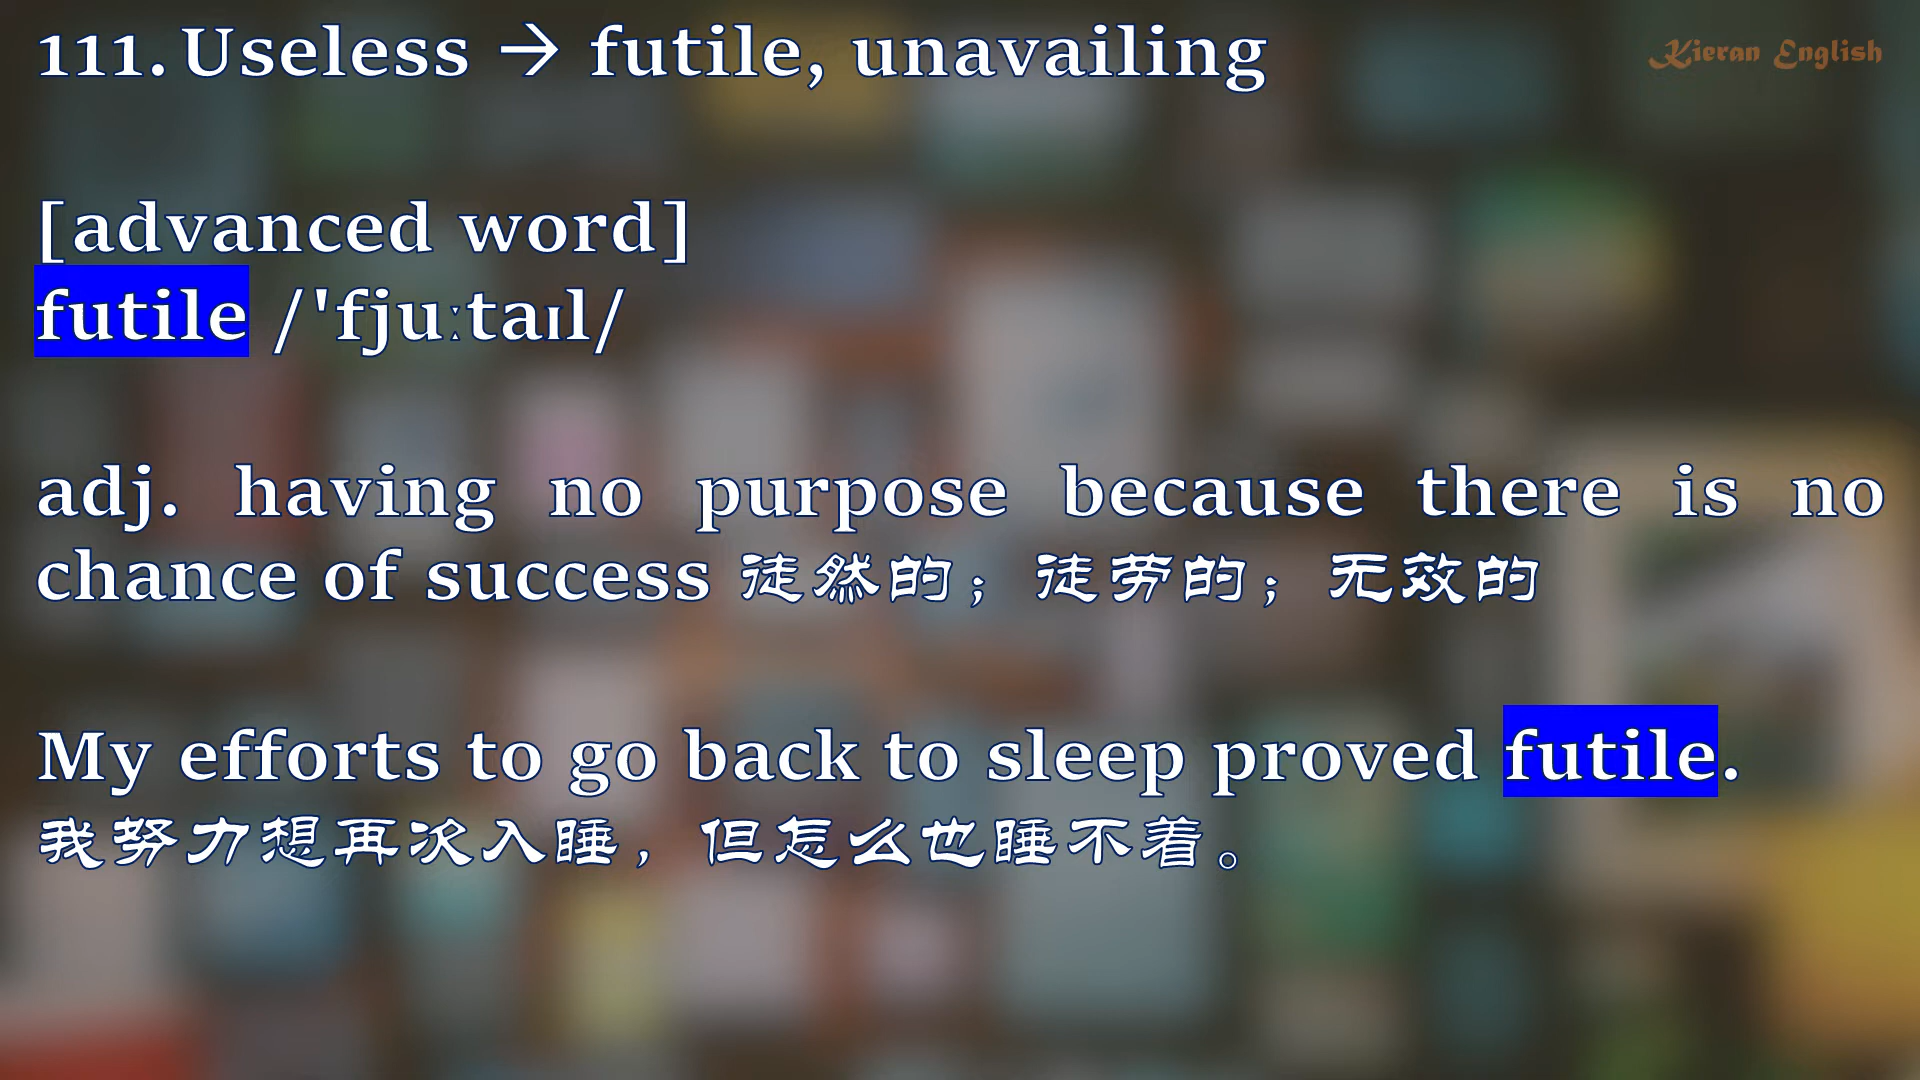 111. Useless → futile, unavailing
Kieran English
[advanced word]
futile /'fjuːtaɪl/
adj. having no purpose because there is no
chance of success 徒然的；徒劳的；无效的
My efforts to go back to sleep proved futile.
我努力想再次入睡，但怎么也睡不着。